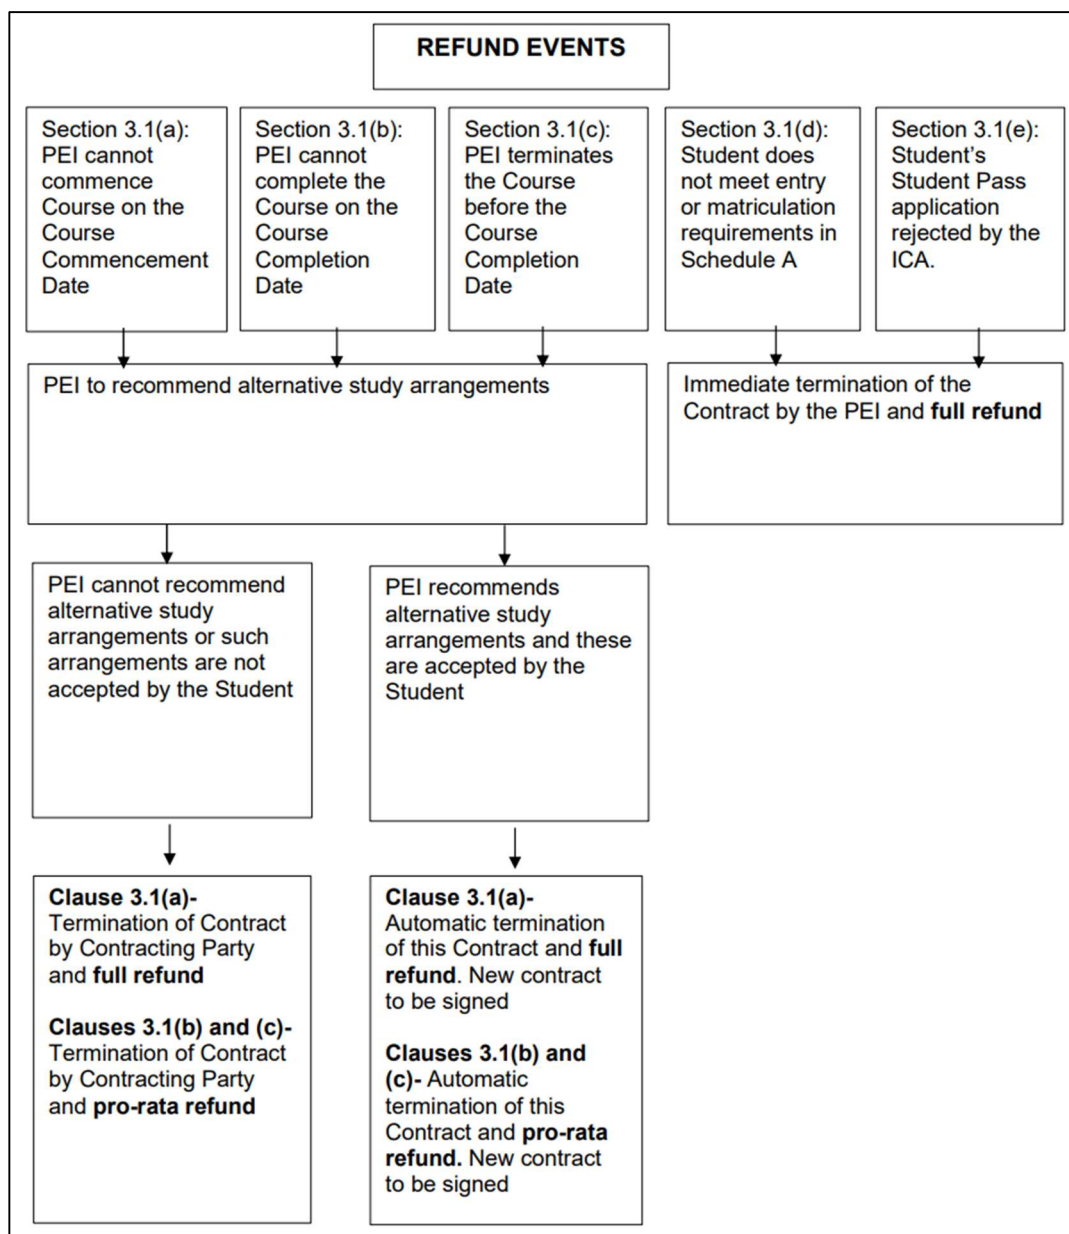 REFUND EVENTS
Section 3.1(a):
PEI cannot
commence
Course on the
Course
Commencement
Date
Section 3.1(b):
PEI cannot
complete the
Course on the
Course
Completion
Date
Section 3.1(c):
PEI terminates
the Course
before the
Course
Completion
Date
Section 3.1(d):
Student does
not meet entry
or matriculation
requirements in
Schedule A
Section 3.1(e):
Student's
Student Pass
application
rejected by the
ICA.
PEI to recommend alternative study arrangements
Immediate termination of the
Contract by the PEI and full refund
PEI cannot recommend
alternative study
arrangements or such
arrangements are not
accepted by the Student
PEI recommends
alternative study
arrangements and these
are accepted by the
Student
Clause 3.1(a)-
Termination of Contract
by Contracting Party
and full refund
Clauses 3.1(b) and (c)-
Termination of Contract
by Contracting Party
and pro-rata refund
Clause 3.1(a)-
Automatic termination
of this Contract and full
refund. New contract
to be signed
Clauses 3.1(b) and
(c)- Automatic
termination of this
Contract and pro-rata
refund. New contract
to be signed